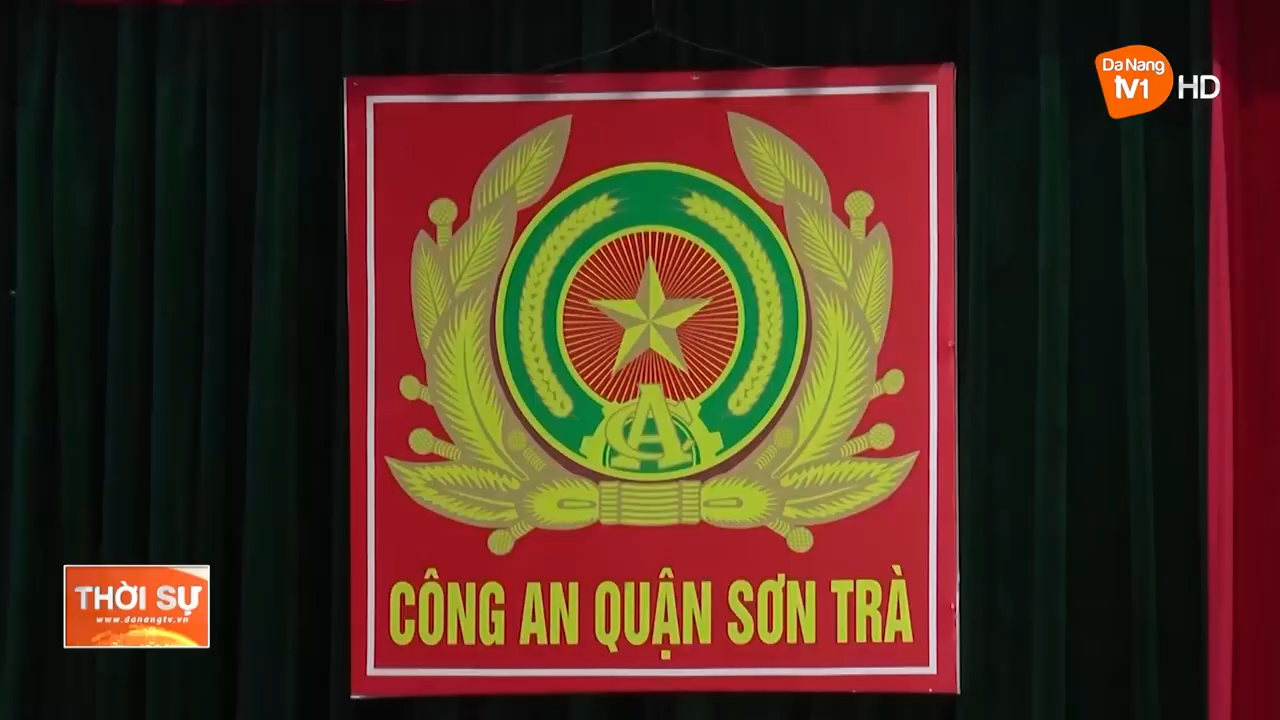 Da Nang
tv1 HD
CA
CÔNG AN QUẬN SƠN TRÀ
THỜI SỰ
www.danangtv.vn